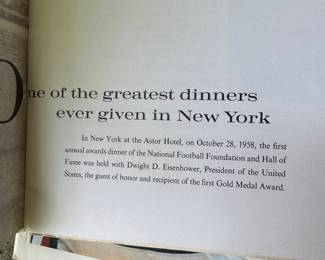 One of the greatest dinners
ever given in New York
In New York at the Astor Hotel, on October 28, 1958, the first
annual awards dinner of the National Football Foundation and Hall of
Fame was held with Dwight D. Eisenhower, President of the United
States, the guest of honor and recipient of the first Gold Medal Award.